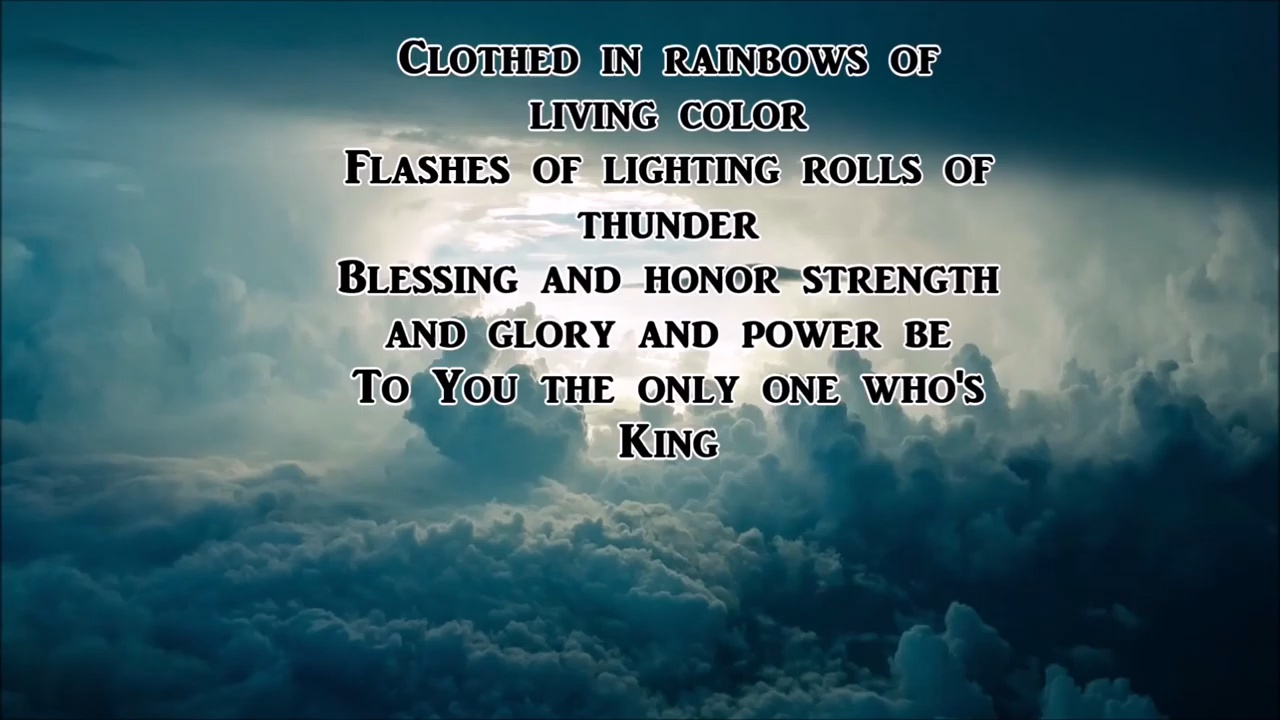 Clothed in rainbows of
living color
Flashes of lighting rolls of
thunder
Blessing and honor strength
and glory and power be
To You the only one who's
King